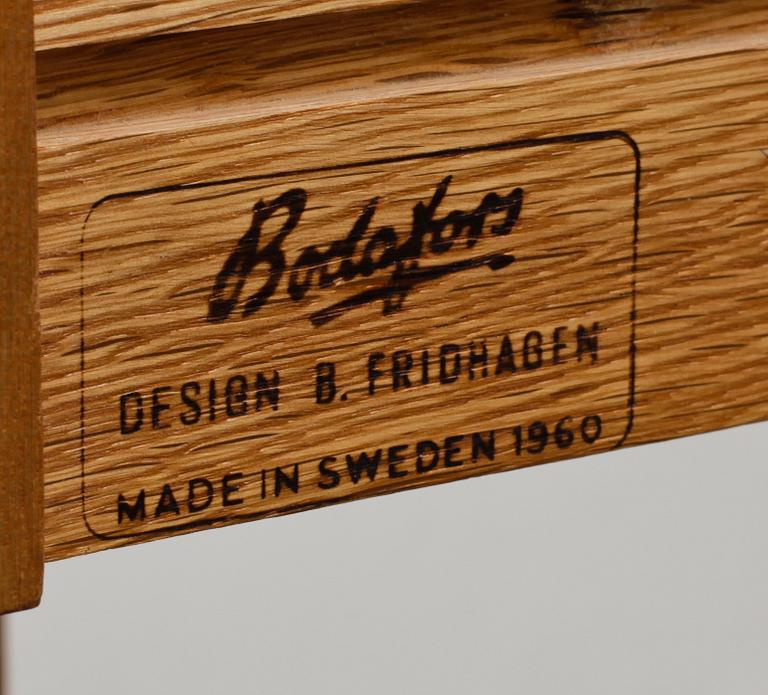 Bodafors
DESIGN B. FRIDHAGEN
MADE IN SWEDEN 1960